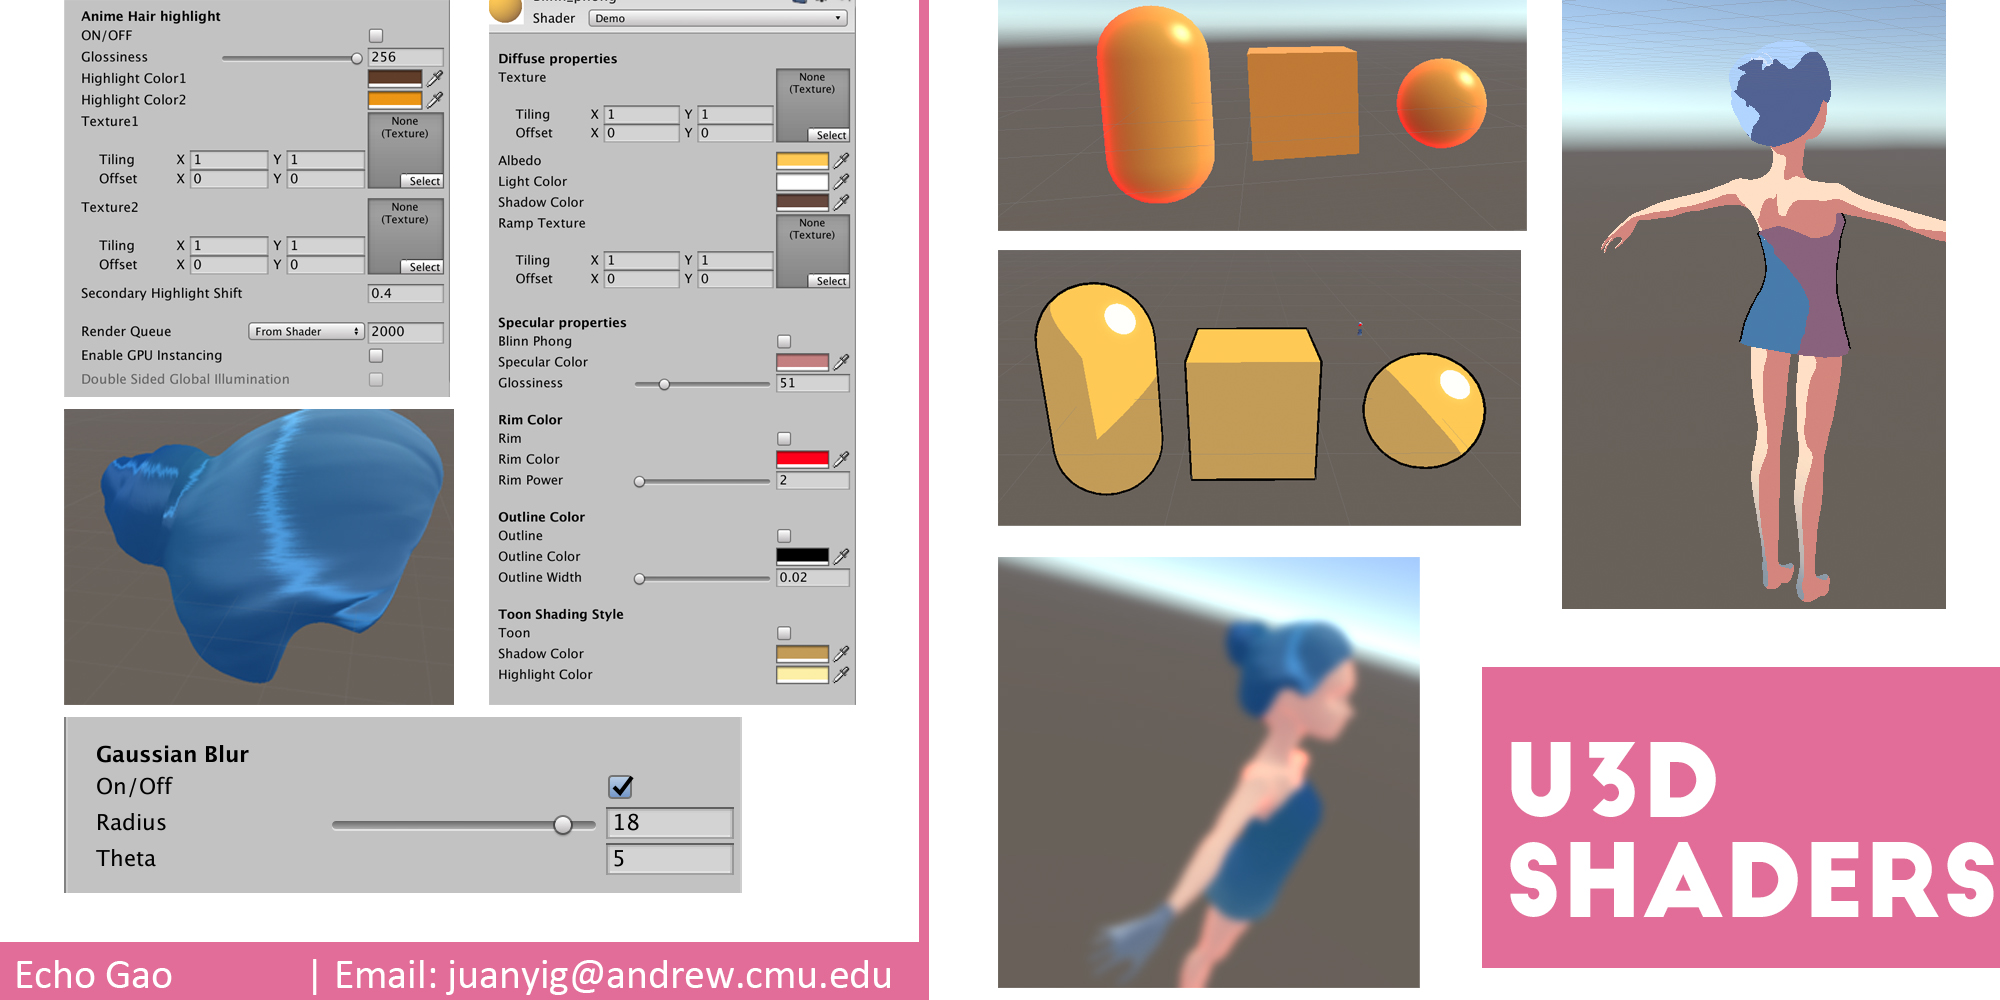 Anime Hair highlight
ON/OFF
Glossiness 256
Highlight Color1
Highlight Color2
Texture1 None
(Texture)
Tiling X 1 Y 1
Offset X 0 Y 0
Select
Texture2 None
(Texture)
Tiling X 1 Y 1
Offset X 0 Y 0
Select
Secondary Highlight Shift 0.4
Render Queue From Shader 2000
Enable GPU Instancing
Double Sided Global Illumination
Shader Demo
Diffuse properties
Texture None
(Texture)
Tiling X 1 Y 1
Offset X 0 Y 0
Select
Albedo
Light Color
Shadow Color
Ramp Texture None
(Texture)
Tiling X 1 Y 1
Offset X 0 Y 0
Select
Specular properties
Blinn Phong
Specular Color
Glossiness 51
Rim Color
Rim
Rim Color
Rim Power 2
Outline Color
Outline
Outline Color
Outline Width 0.02
Toon Shading Style
Toon
Shadow Color
Highlight Color
Gaussian Blur
On/Off
Radius 18
Theta 5
Echo Gao | Email: juanyig@andrew.cmu.edu
U3D
SHADERS